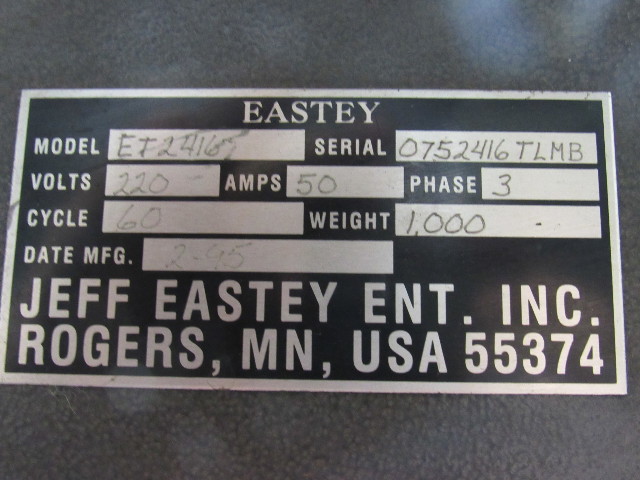 EASTEY
MODEL ET2416T SERIAL 0752416TLMB
VOLTS 220 AMPS 50 PHASE 3
CYCLE 60 WEIGHT 1,000
DATE MFG. 2-95
JEFF EASTEY ENT. INC.
ROGERS, MN, USA 55374